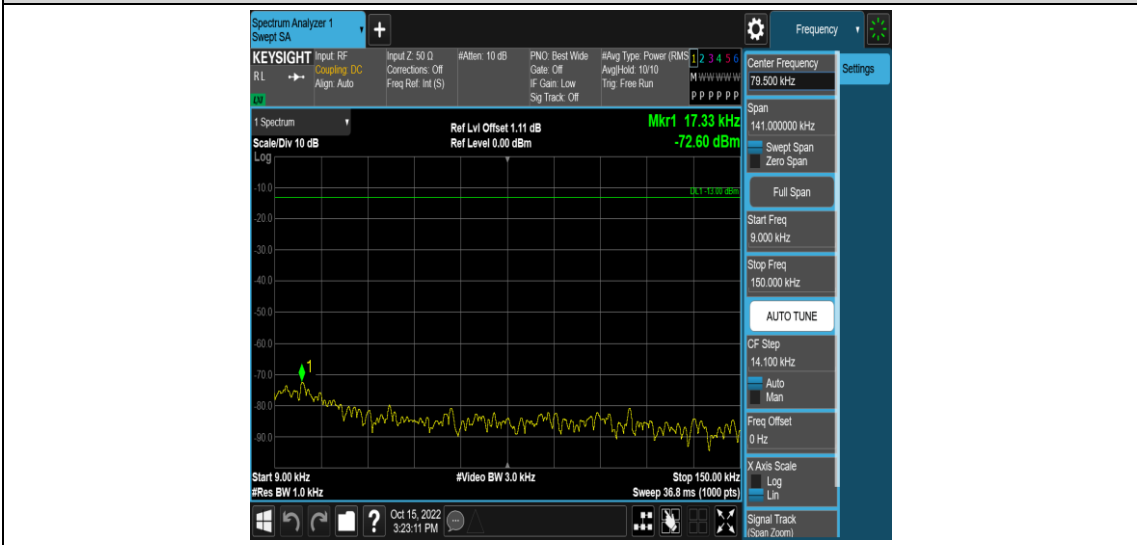 Spectrum Analyzer 1
Swept SA
+
Frequency
KEYSIGHT
RL
LXI
Input: RF
Coupling: DC
Align: Auto
Input Z: 50 Ω
Corrections: Off
Freq Ref: Int (S)
#Atten: 10 dB
PNO: Best Wide
Gate: Off
IF Gain: Low
Sig Track: Off
#Avg Type: Power (RMS
Avg|Hold: 10/10
Trig: Free Run
1 2 3 4 5 6
M W W W W W
P P P P P P
1 Spectrum
Scale/Div 10 dB
Log
Ref Lvl Offset 1.11 dB
Ref Level 0.00 dBm
Mkr1 17.33 kHz
-72.60 dBm
DL1 -13.00 dBm
-10.0
-20.0
-30.0
-40.0
-50.0
-60.0
-70.0
-80.0
-90.0
1
Start 9.00 kHz
#Res BW 1.0 kHz
#Video BW 3.0 kHz
Stop 150.00 kHz
Sweep 36.8 ms (1000 pts)
Center Frequency
79.500 kHz
Settings
Span
141.000000 kHz
Swept Span
Zero Span
Full Span
Start Freq
9.000 kHz
Stop Freq
150.000 kHz
AUTO TUNE
CF Step
14.100 kHz
Auto
Man
Freq Offset
0 Hz
X Axis Scale
Log
Lin
Signal Track
(Span Zoom)
?
Oct 15, 2022
3:23:11 PM